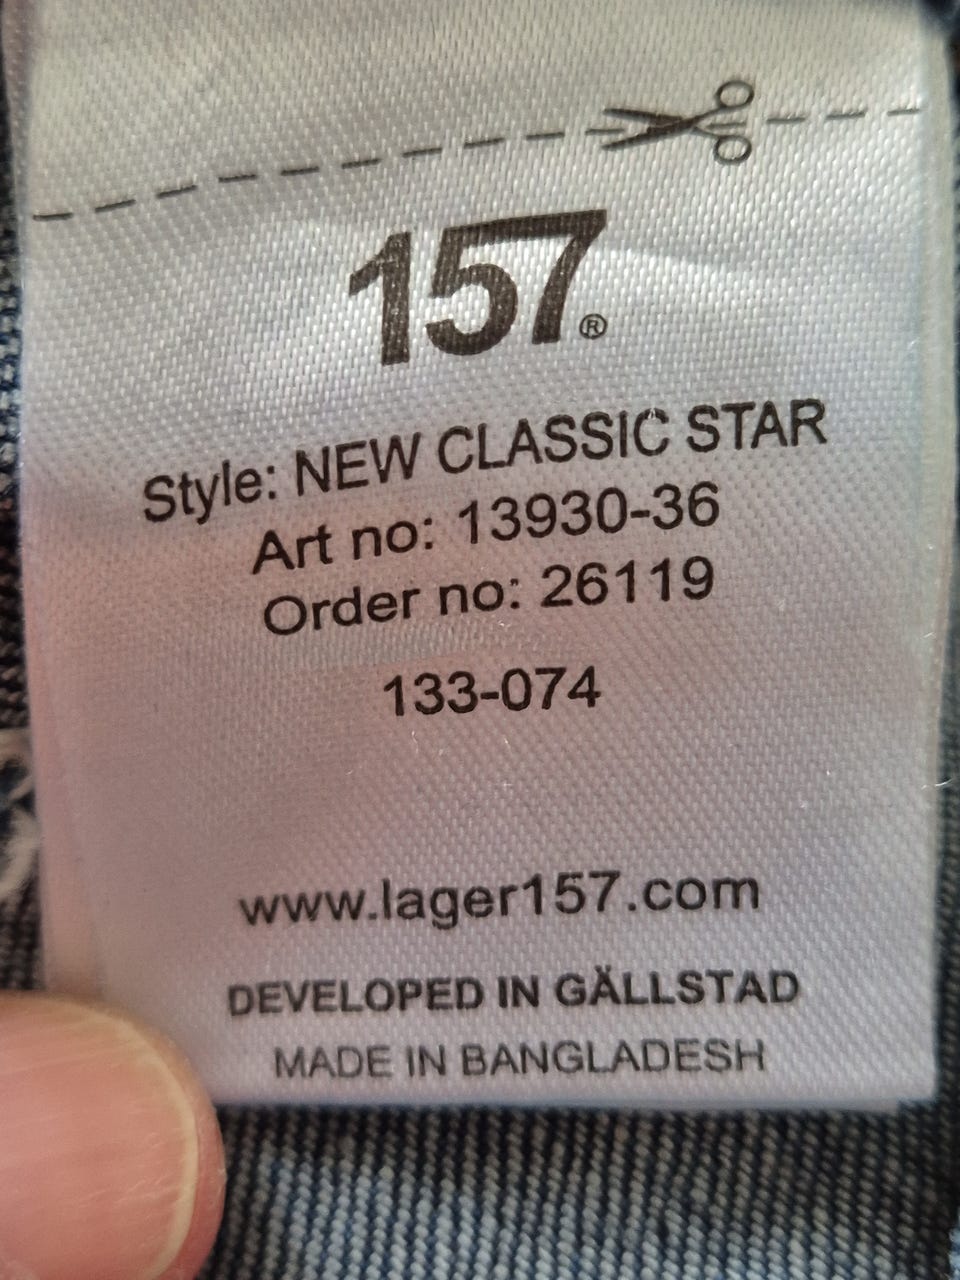 157®
Style: NEW CLASSIC STAR
Art no: 13930-36
Order no: 26119
133-074
www.lager157.com
DEVELOPED IN GÄLLSTAD
MADE IN BANGLADESH